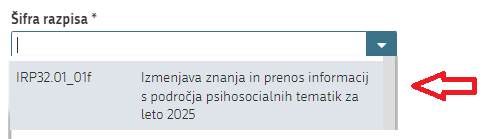 Šifra razpisa *
IRP32.01_01f Izmenjava znanja in prenos informacij
s področja psihosocialnih tematik za
leto 2025